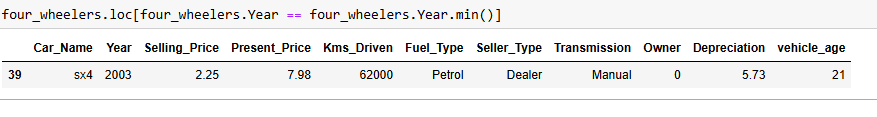 four_wheelers.loc[four_wheelers.Year == four_wheelers.Year.min()]
Car_Name Year Selling_Price Present_Price Kms_Driven Fuel_Type Seller_Type Transmission Owner Depreciation vehicle_age
39 sx4 2003 2.25 7.98 62000 Petrol Dealer Manual 0 5.73 21